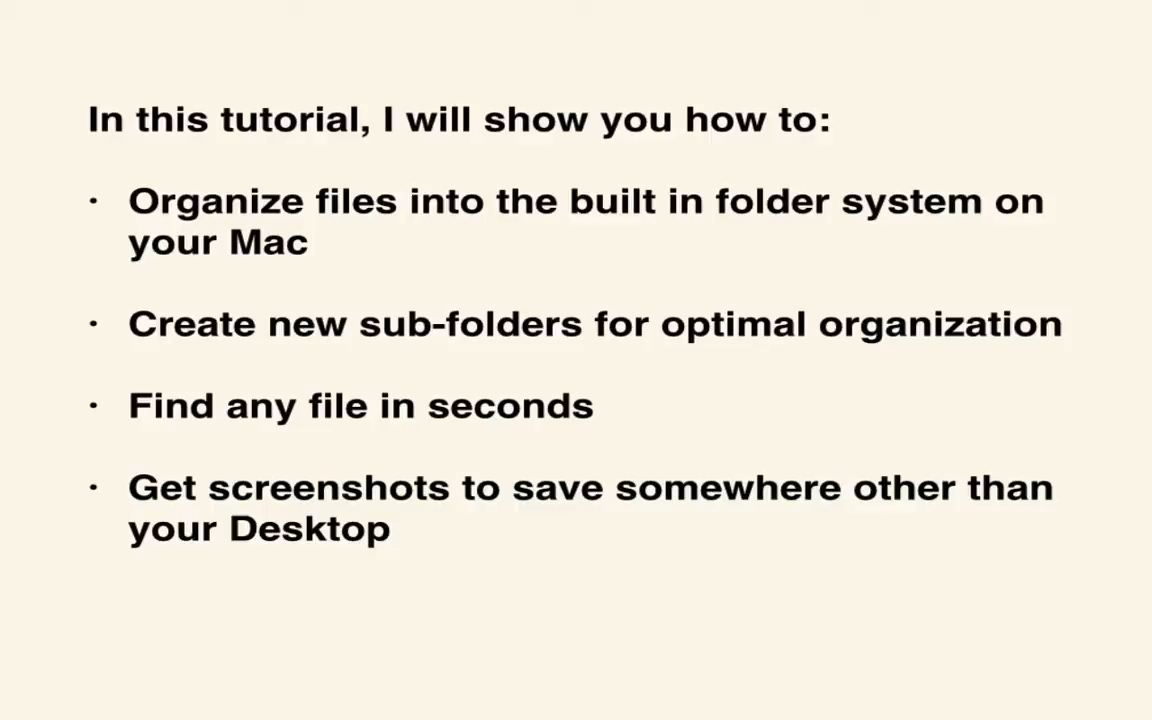 In this tutorial, I will show you how to:
· Organize files into the built in folder system on
your Mac
· Create new sub-folders for optimal organization
· Find any file in seconds
· Get screenshots to save somewhere other than
your Desktop